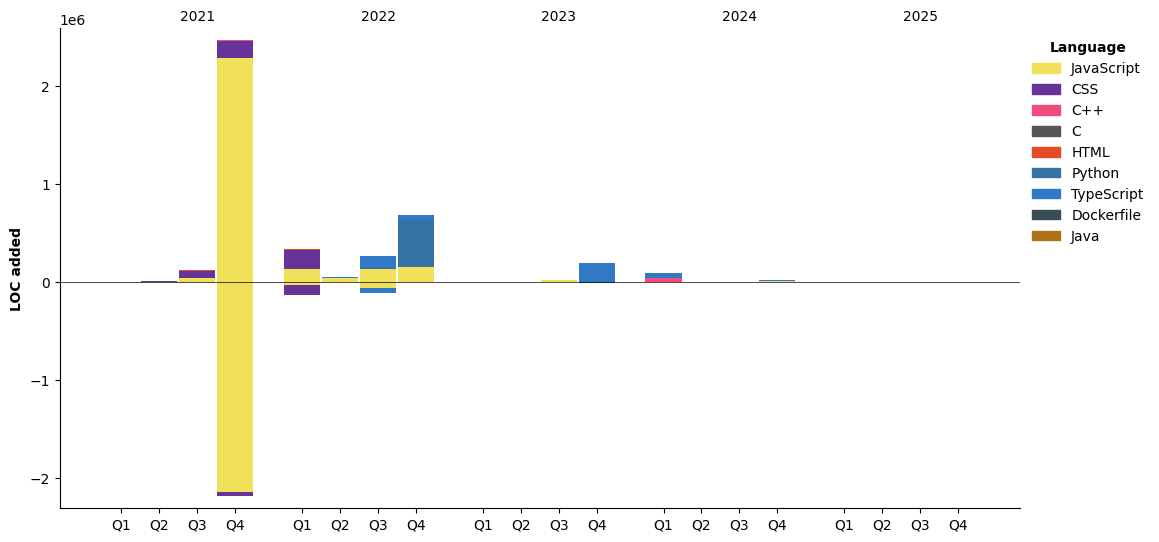 1e6
2021 2022 2023 2024 2025
LOC added
2
1
0
−1
−2
Q1 Q2 Q3 Q4 Q1 Q2 Q3 Q4 Q1 Q2 Q3 Q4 Q1 Q2 Q3 Q4 Q1 Q2 Q3 Q4
Language
JavaScript
CSS
C++
C
HTML
Python
TypeScript
Dockerfile
Java